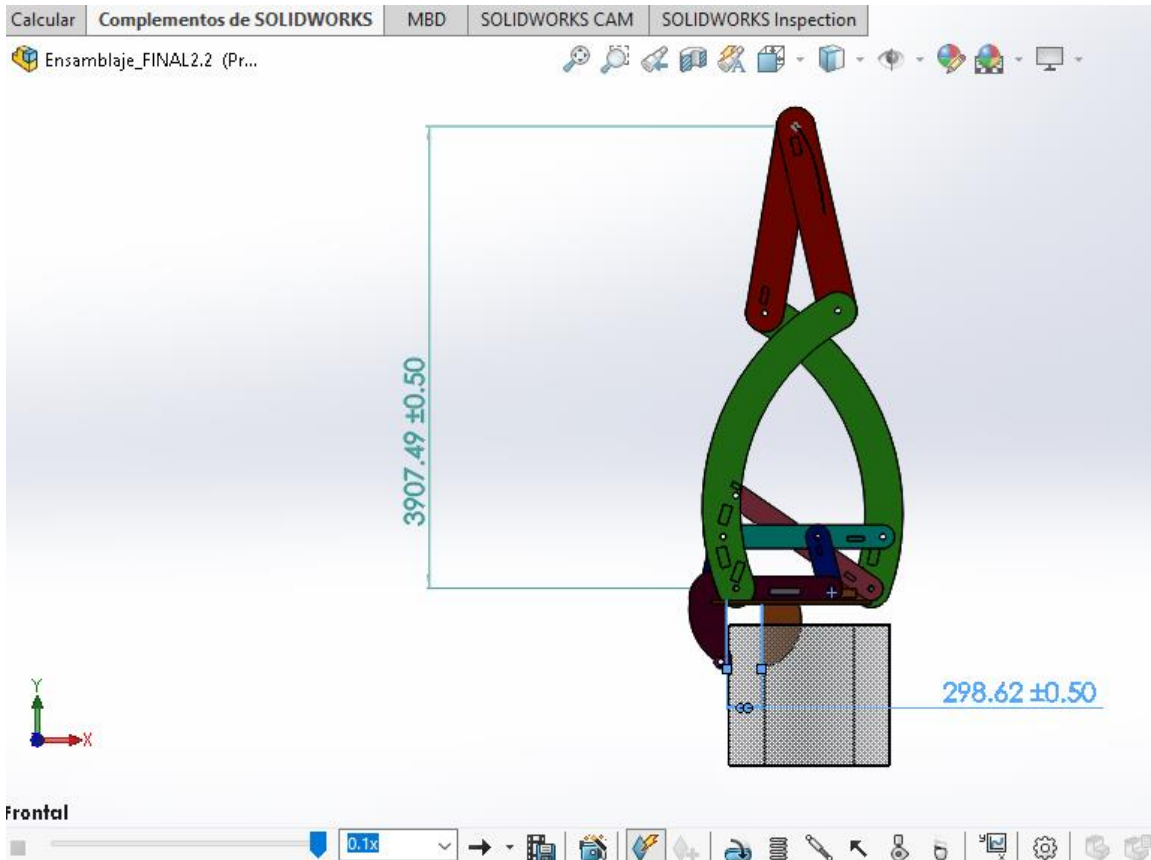 Calcular Complementos de SOLIDWORKS MBD SOLIDWORKS CAM SOLIDWORKS Inspection
Ensamblaje_FINAL2.2 (Pr...
3907.49 ±0.50
298.62 ±0.50
Y
X
Frontal
0.1x